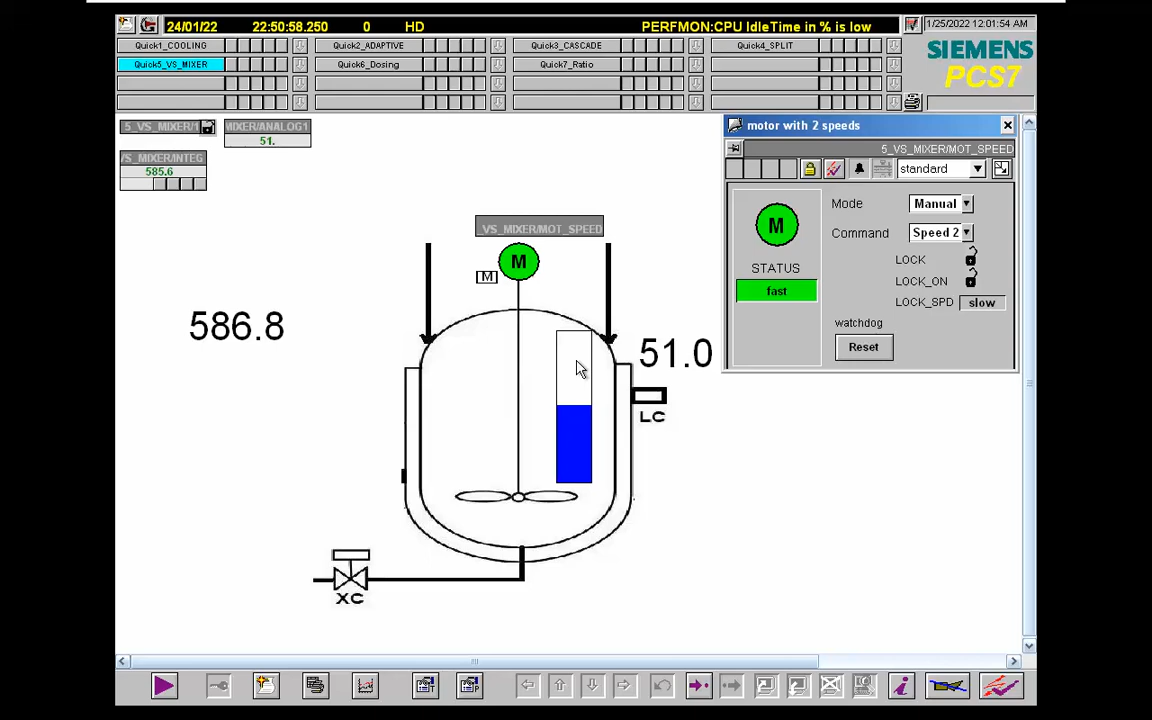 24/01/22 22:50:58.250 0 HD PERFMON:CPU IdleTime in % is low
1/25/2022 12:01:54 AM
SIEMENS
PCS7
Quick1_COOLING Quick2_ADAPTIVE Quick3_CASCADE Quick4_SPLIT
Quick5_VS_MIXER Quick6_Dosing Quick7_Ratio
5_VS_MIXER/1 MIXER/ANALOG1
51.
/S_MIXER/INTEG
585.6
motor with 2 speeds
5_VS_MIXER/MOT_SPEED
standard
M
Mode Manual
Command Speed 2
STATUS
fast
LOCK
LOCK_ON
LOCK_SPD slow
watchdog
Reset
_VS_MIXER/MOT_SPEED
M
M
586.8
51.0
LC
XC